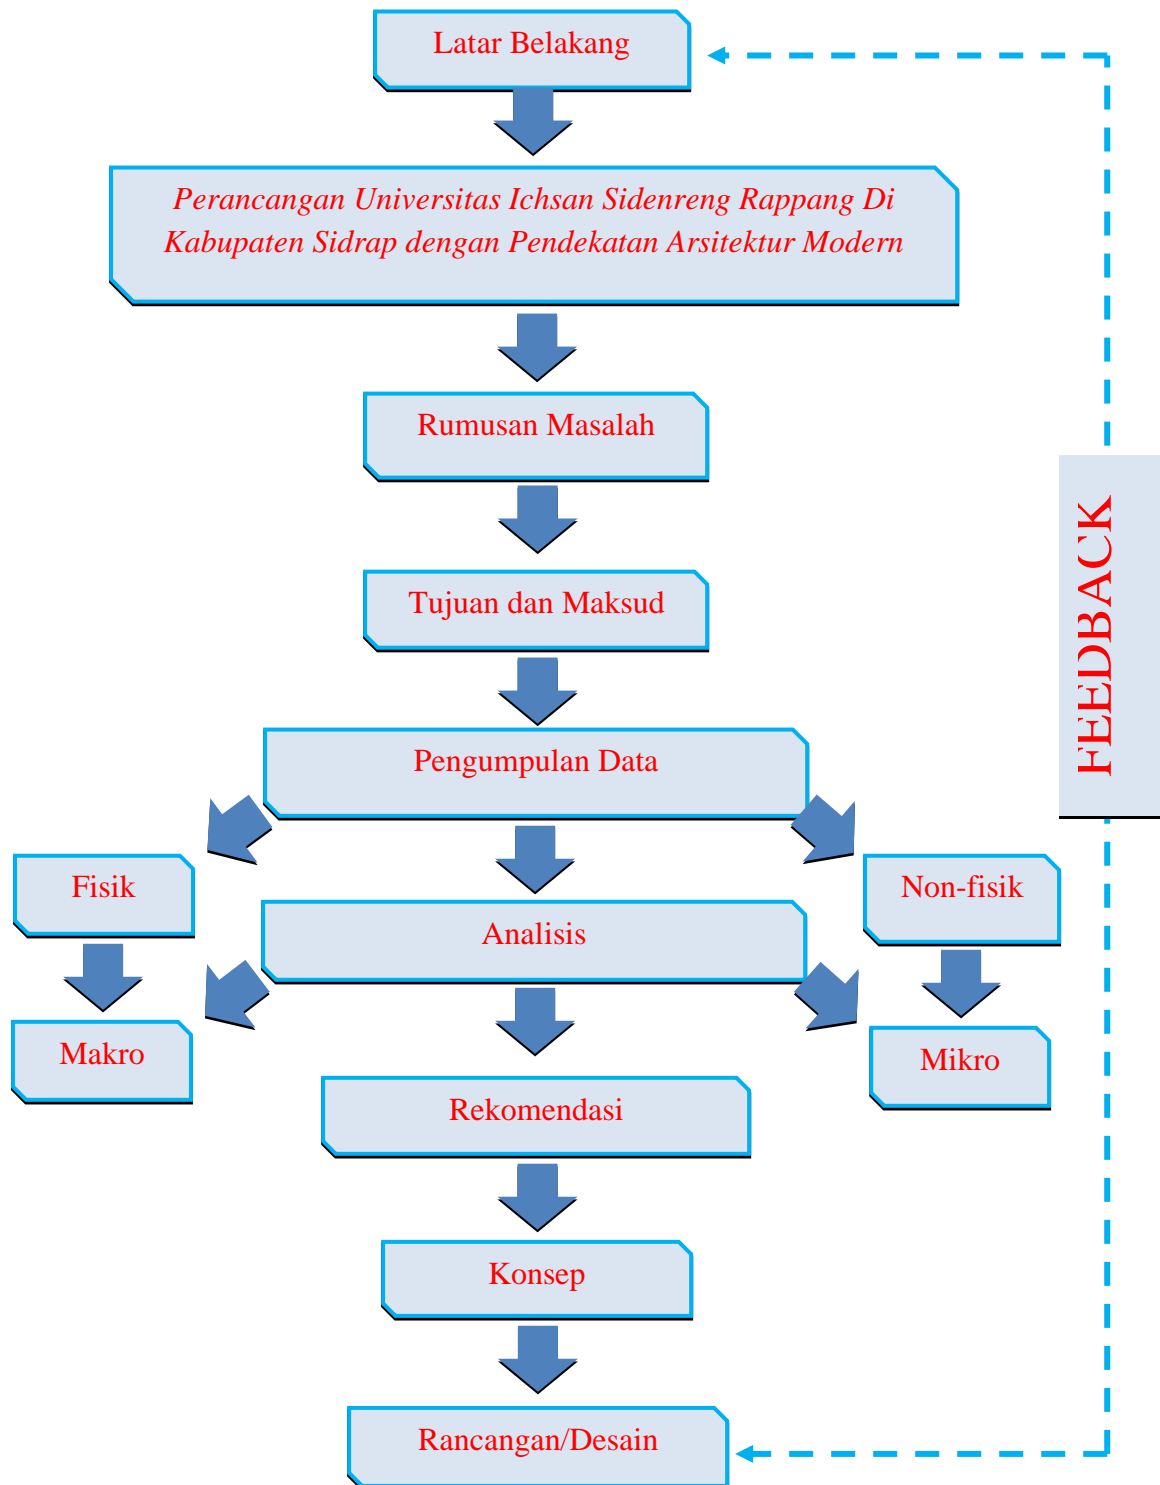 Latar Belakang
Perancangan Universitas Ichsan Sidenreng Rappang Di
Kabupaten Sidrap dengan Pendekatan Arsitektur Modern
Rumusan Masalah
Tujuan dan Maksud
FEEDBACK
Pengumpulan Data
Fisik
Non-fisik
Analisis
Makro
Mikro
Rekomendasi
Konsep
Rancangan/Desain